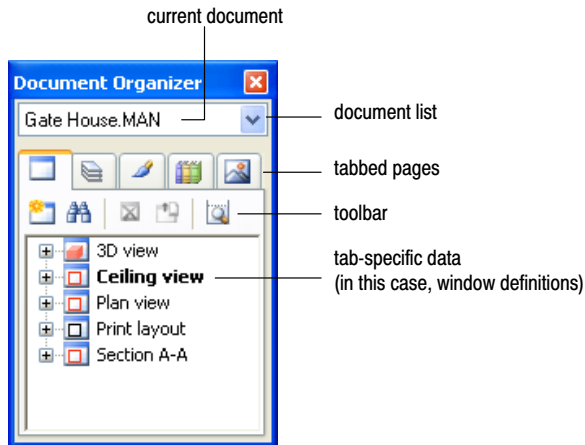 current document
Document Organizer
Gate House.MAN
document list
tabbed pages
toolbar
3D view
Ceiling view
Plan view
Print layout
Section A-A
tab-specific data
(in this case, window definitions)